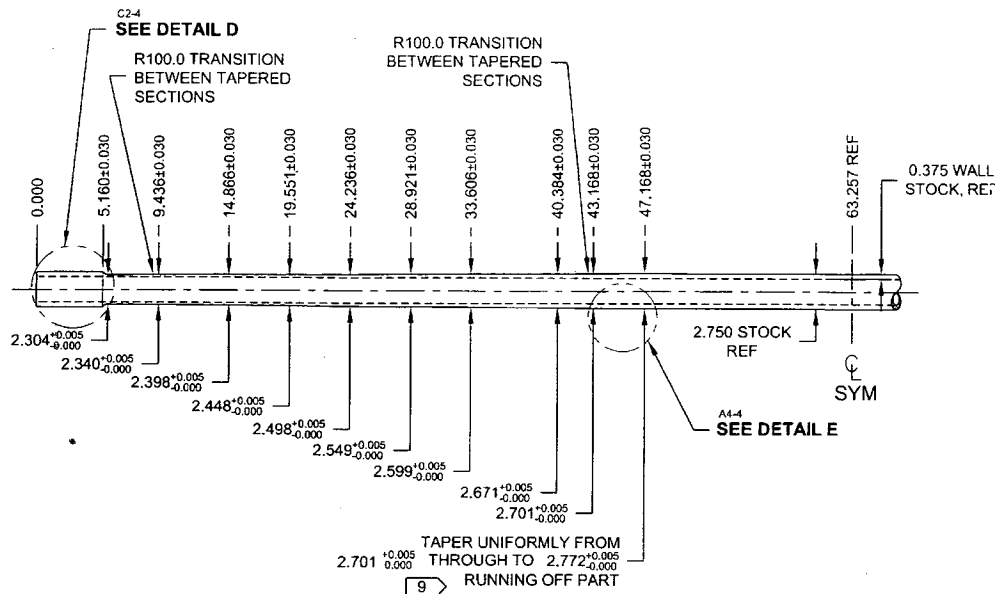 C2-4
SEE DETAIL D
R100.0 TRANSITION
BETWEEN TAPERED
SECTIONS
R100.0 TRANSITION
BETWEEN TAPERED
SECTIONS
0.000
5.160±0.030
9.436±0.030
14.866±0.030
19.551±0.030
24.236±0.030
28.921±0.030
33.606±0.030
40.384±0.030
43.168±0.030
47.168±0.030
63.257 REF
0.375 WALL
STOCK, REF
2.304 +0.005 -0.000
2.340 +0.005 -0.000
2.398 +0.005 -0.000
2.448 +0.005 -0.000
2.498 +0.005 -0.000
2.549 +0.005 -0.000
2.599 +0.005 -0.000
2.671 +0.005 -0.000
2.701 +0.005 -0.000
2.750 STOCK
REF
CL
SYM
A4-4
SEE DETAIL E
TAPER UNIFORMLY FROM
2.701 +0.005 0.000 THROUGH TO 2.772 +0.005 -0.000
RUNNING OFF PART
9